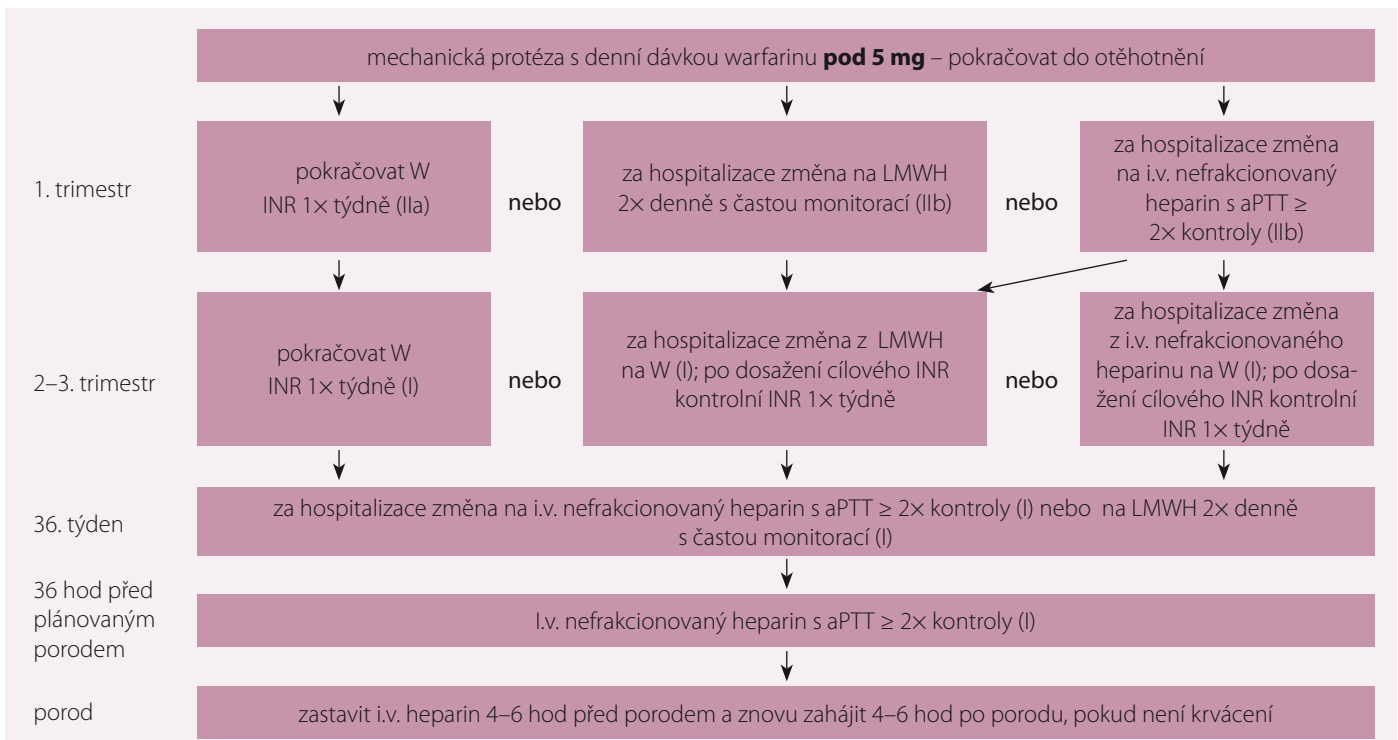 mechanická protéza s denní dávkou warfarinu pod 5 mg – pokračovat do otěhotnění
1. trimestr
pokračovat W
INR 1× týdně (IIa)
nebo
za hospitalizace změna na LMWH
2× denně s častou monitorací (IIb)
nebo
za hospitalizace změna
na i.v. nefrakcionovaný
heparin s aPTT ≥
2× kontroly (IIb)
2–3. trimestr
pokračovat W
INR 1× týdně (I)
nebo
za hospitalizace změna z LMWH
na W (I); po dosažení cílového INR
kontrolní INR 1× týdně
nebo
za hospitalizace změna
z i.v. nefrakcionovaného
heparinu na W (I); po dosa-
žení cílového INR kontrolní
INR 1× týdně
36. týden
za hospitalizace změna na i.v. nefrakcionovaný heparin s aPTT ≥ 2× kontroly (I) nebo na LMWH 2× denně
s častou monitorací (I)
36 hod před
plánovaným
porodem
I.v. nefrakcionovaný heparin s aPTT ≥ 2× kontroly (I)
porod
zastavit i.v. heparin 4–6 hod před porodem a znovu zahájit 4–6 hod po porodu, pokud není krvácení